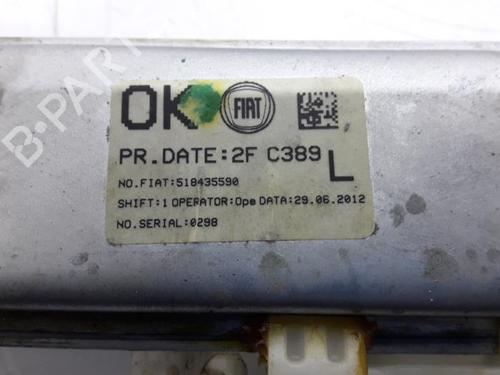 OK FIAT
PR.DATE:2F C389
L
NO.FIAT:518435590
SHIFT:1 OPERATOR:Ope DATA:29.06.2012
NO.SERIAL:0298
B-PARTS